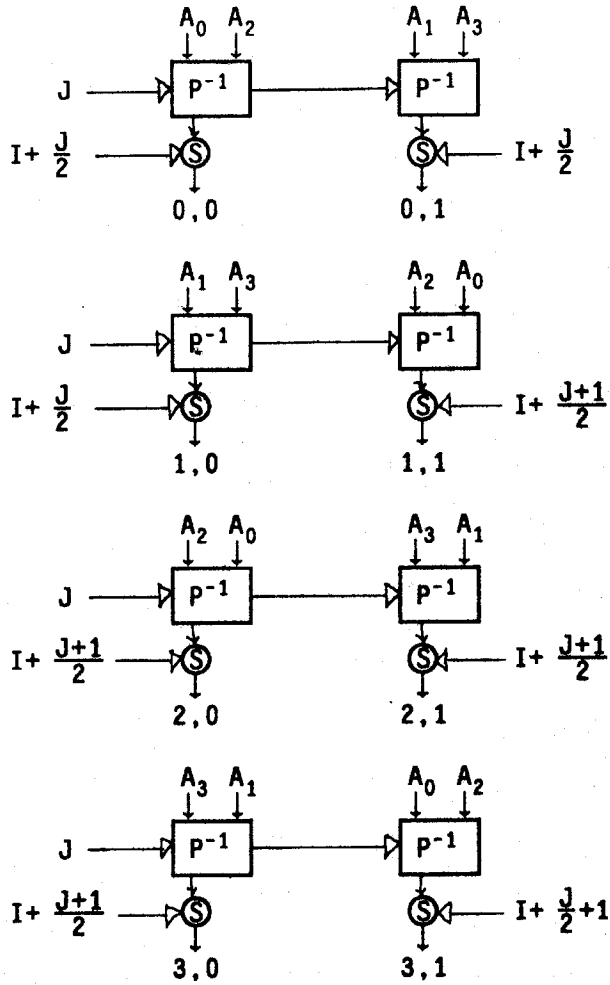 A₀ A₂ A₁ A₃
J P⁻¹ P⁻¹
I+ J/2 S S I+ J/2
0,0 0,1
A₁ A₃ A₂ A₀
J P⁻¹ P⁻¹
I+ J/2 S S I+ J+1/2
1,0 1,1
A₂ A₀ A₃ A₁
J P⁻¹ P⁻¹
I+ J+1/2 S S I+ J+1/2
2,0 2,1
A₃ A₁ A₀ A₂
J P⁻¹ P⁻¹
I+ J+1/2 S S I+ J/2+1
3,0 3,1